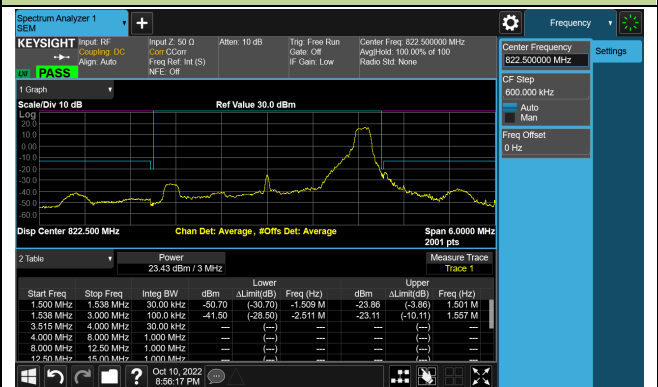 Spectrum Analyzer 1
SEM
Frequency
KEYSIGHT
Input: RF
Coupling: DC
Align: Auto
Input Z: 50 Ω
Corr CCorr
Freq Ref: Int (S)
NFE: Off
Atten: 10 dB
Trig: Free Run
Gate: Off
IF Gain: Low
Center Freq: 822.500000 MHz
Avg|Hold: 100.00% of 100
Radio Std: None
PASS
Center Frequency
822.500000 MHz
Settings
CF Step
600.000 kHz
Auto
Man
Freq Offset
0 Hz
1 Graph
Scale/Div 10 dB
Ref Value 30.0 dBm
Log
20.0
10.0
0.00
-10.0
-20.0
-30.0
-40.0
-50.0
-60.0
Disp Center 822.500 MHz
Chan Det: Average , #Offs Det: Average
Span 6.0000 MHz
2001 pts
2 Table
Power
23.43 dBm / 3 MHz
Measure Trace
Trace 1
Lower Upper
Start Freq Stop Freq Integ BW dBm ΔLimit(dB) Freq (Hz) dBm ΔLimit(dB) Freq (Hz)
1.500 MHz 1.538 MHz 30.00 kHz -50.70 (-30.70) -1.509 M -23.86 (-3.86) 1.501 M
1.538 MHz 3.000 MHz 100.0 kHz -41.50 (-28.50) -2.511 M -23.11 (-10.11) 1.557 M
3.515 MHz 4.000 MHz 30.00 kHz --- (---) --- --- (---) ---
4.000 MHz 8.000 MHz 1.000 MHz --- (---) --- --- (---) ---
8.000 MHz 12.50 MHz 1.000 MHz --- (---) --- --- (---) ---
12.50 MHz 15.00 MHz 1.000 MHz --- (---) --- --- (---) ---
?
Oct 10, 2022
8:56:17 PM